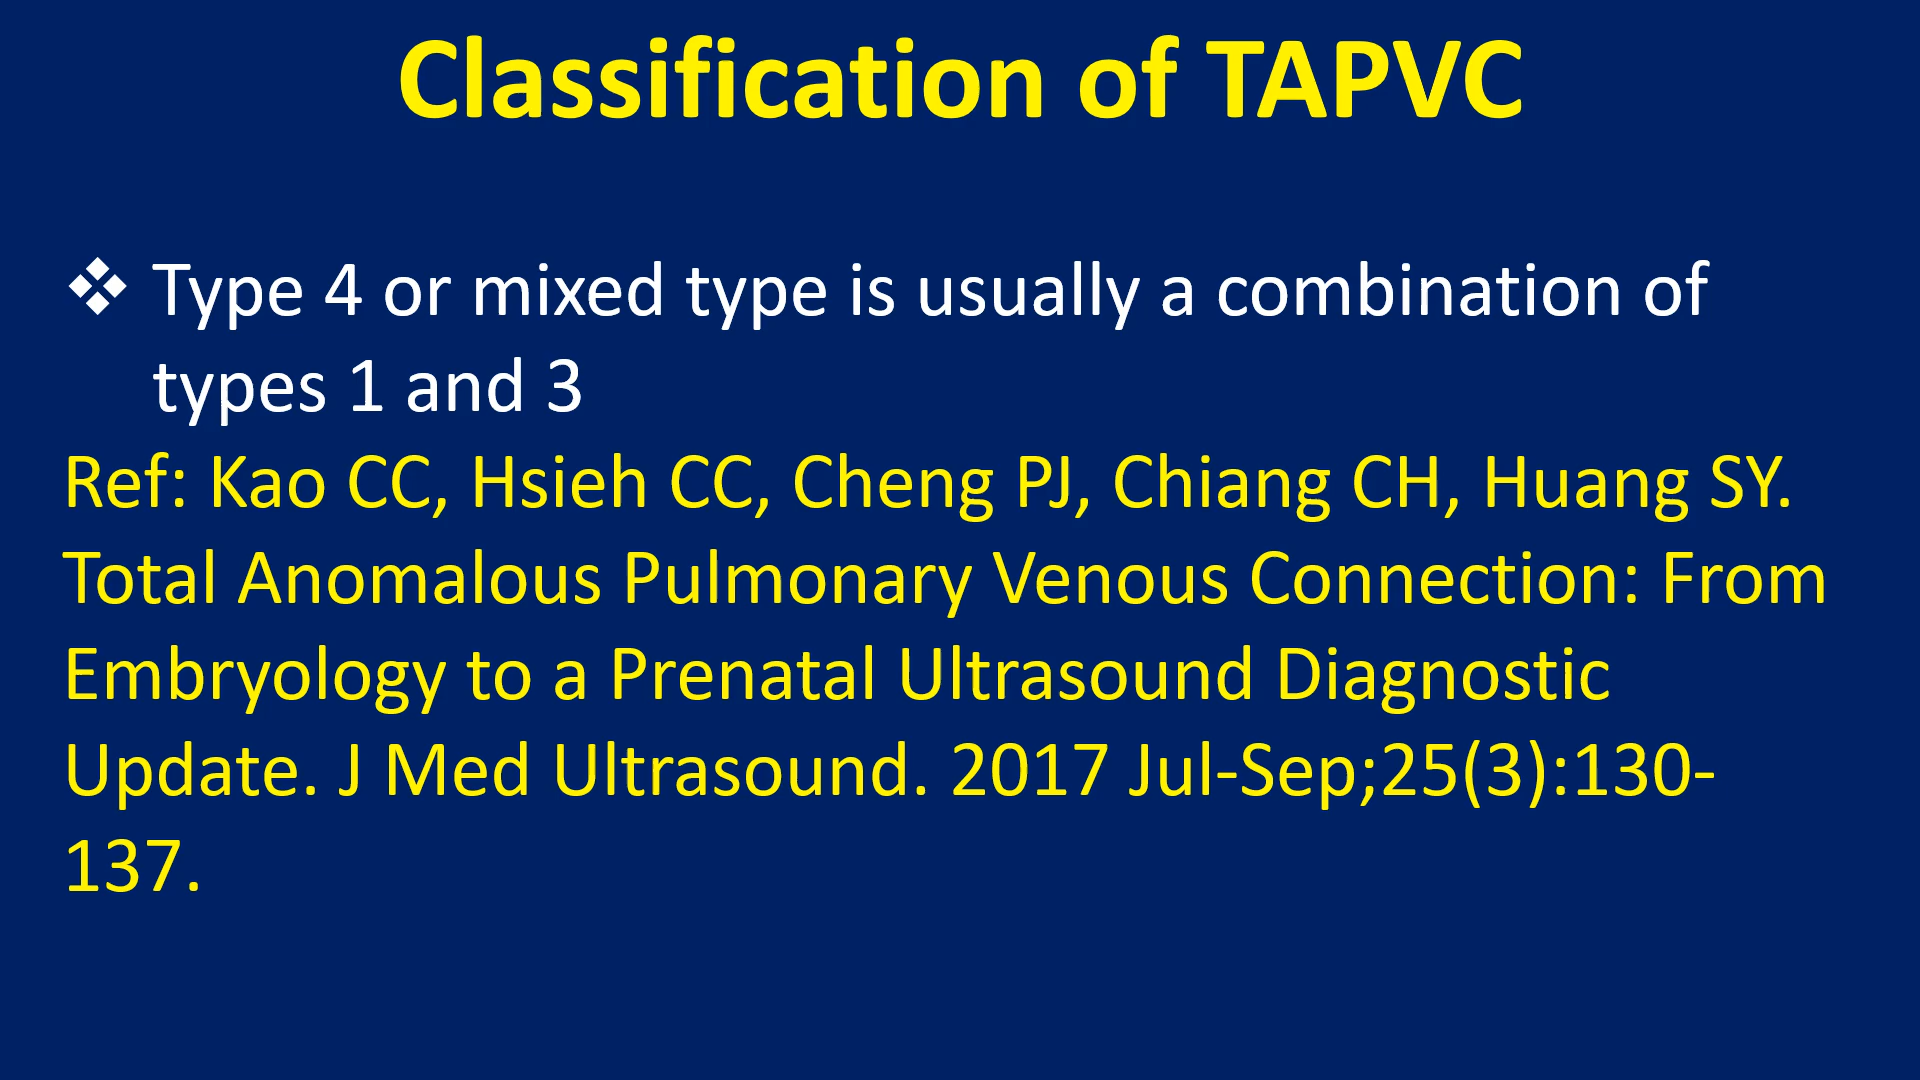 Classification of TAPVC
❖ Type 4 or mixed type is usually a combination of
types 1 and 3
Ref: Kao CC, Hsieh CC, Cheng PJ, Chiang CH, Huang SY.
Total Anomalous Pulmonary Venous Connection: From
Embryology to a Prenatal Ultrasound Diagnostic
Update. J Med Ultrasound. 2017 Jul-Sep;25(3):130-
137.